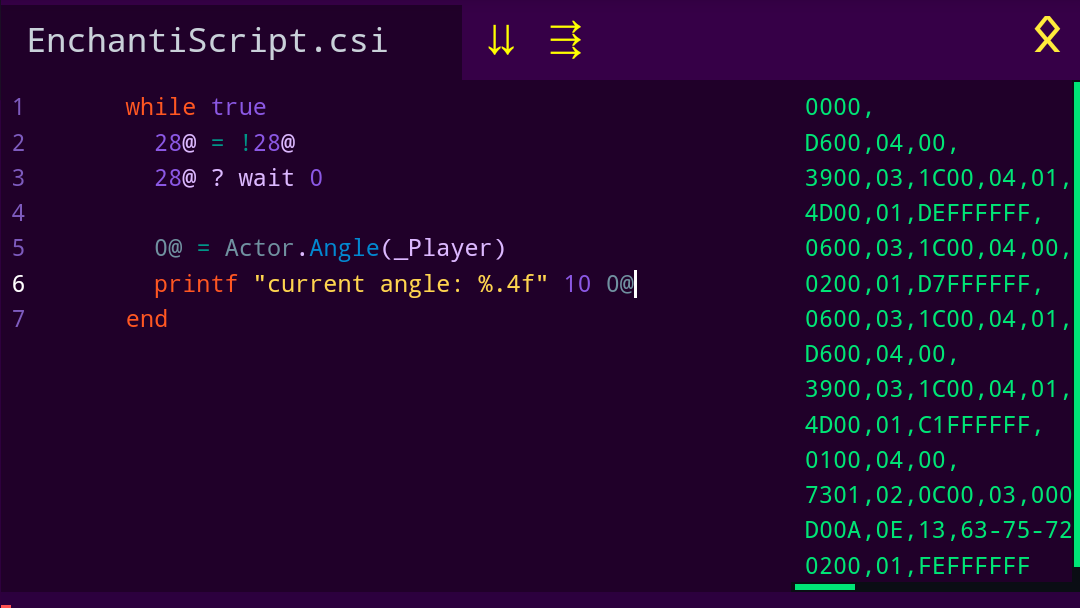 EnchantiScript.csi
1 while true
2 28@ = !28@
3 28@ ? wait 0
4
5 0@ = Actor.Angle(_Player)
6 printf "current angle: %.4f" 10 0@
7 end
0000,
D600,04,00,
3900,03,1C00,04,01,
4D00,01,DEFFFFFF,
0600,03,1C00,04,00,
0200,01,D7FFFFFF,
0600,03,1C00,04,01,
D600,04,00,
3900,03,1C00,04,01,
4D00,01,C1FFFFFF,
0100,04,00,
7301,02,0C00,03,000
D00A,0E,13,63-75-72
0200,01,FEFFFFFF